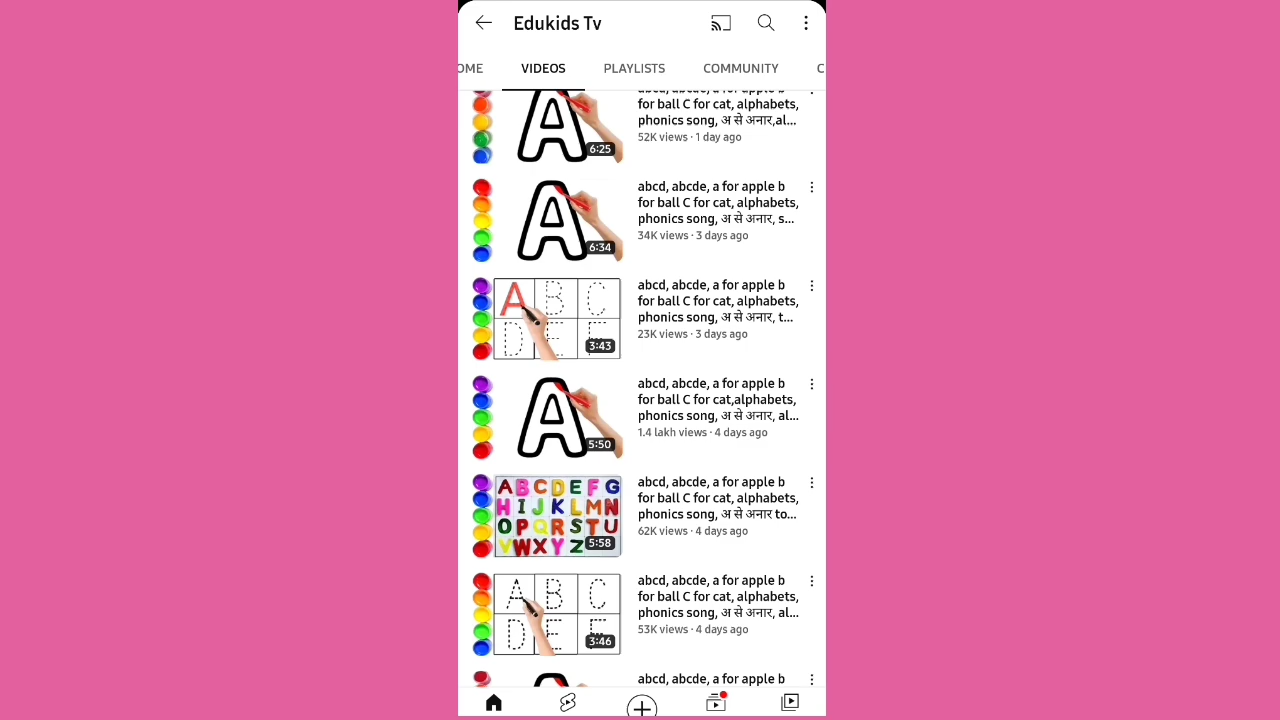 Edukids Tv
OME VIDEOS PLAYLISTS COMMUNITY C
abcd, abcde, a for apple b
for ball C for cat, alphabets,
phonics song, अ से अनार,al...
52K views · 1 day ago
A
6:25
abcd, abcde, a for apple b
for ball C for cat, alphabets,
phonics song, अ से अनार, s...
34K views · 3 days ago
A
6:34
abcd, abcde, a for apple b
for ball C for cat, alphabets,
phonics song, अ से अनार, t...
23K views · 3 days ago
A B C
D E F
3:43
abcd, abcde, a for apple b
for ball C for cat,alphabets,
phonics song, अ से अनार, al...
1.4 lakh views · 4 days ago
A
5:50
abcd, abcde, a for apple b
for ball C for cat, alphabets,
phonics song, अ से अनार to...
62K views · 4 days ago
A B C D E F G
H I J K L M N
O P Q R S T U
V W X Y Z
5:58
abcd, abcde, a for apple b
for ball C for cat, alphabets,
phonics song, अ से अनार, al...
53K views · 4 days ago
A B C
D E F
3:46
abcd, abcde, a for apple b